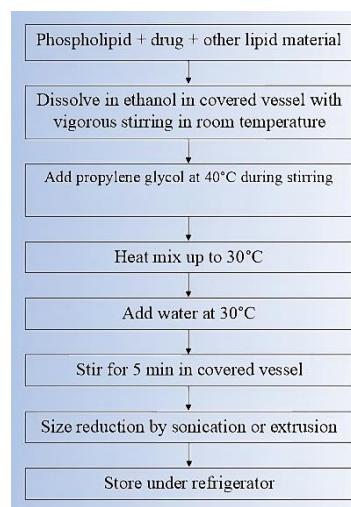 Phospholipid + drug + other lipid material
Dissolve in ethanol in covered vessel with
vigorous stirring in room temperature
Add propylene glycol at 40°C during stirring
Heat mix up to 30°C
Add water at 30°C
Stir for 5 min in covered vessel
Size reduction by sonication or extrusion
Store under refrigerator